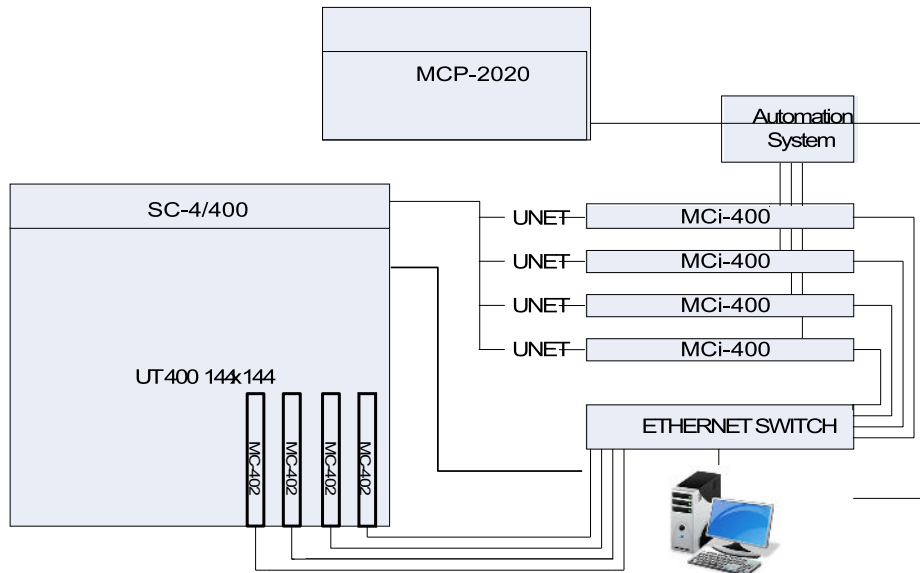 MCP-2020
Automation
System
SC-4/400
UNET
MCi-400
UNET
MCi-400
UNET
MCi-400
UNET
MCi-400
UT400 144x144
MC-402
MC-402
MC-402
MC-402
ETHERNET SWITCH